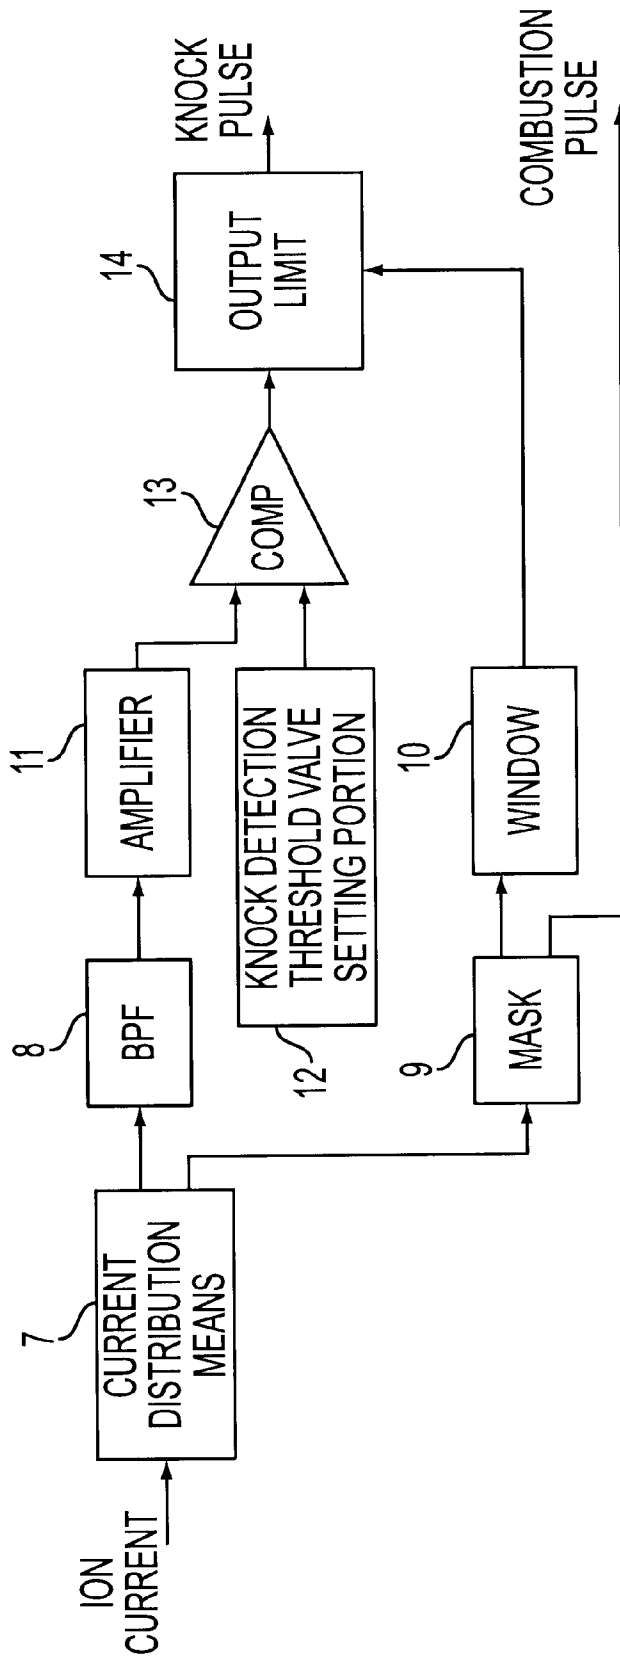 ION
CURRENT
7
CURRENT
DISTRIBUTION
MEANS
8
BPF
11
AMPLIFIER
12
KNOCK DETECTION
THRESHOLD VALVE
SETTING PORTION
13
COMP
14
OUTPUT
LIMIT
KNOCK
PULSE
9
MASK
10
WINDOW
COMBUSTION
PULSE